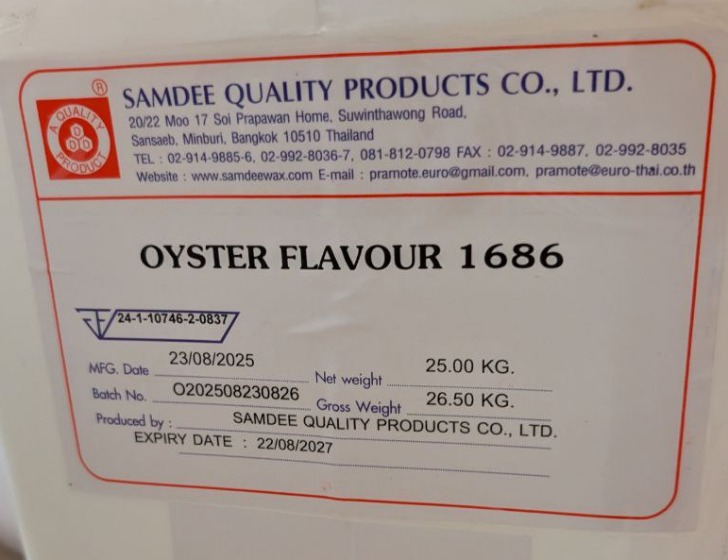 ®
A QUALITY PRODUCT
SAMDEE QUALITY PRODUCTS CO., LTD.
20/22 Moo 17 Soi Prapawan Home, Suwinthawong Road,
Sansaeb, Minburi, Bangkok 10510 Thailand
TEL : 02-914-9885-6, 02-992-8036-7, 081-812-0798 FAX : 02-914-9887, 02-992-8035
Website : www.samdeewax.com E-mail : pramote.euro@gmail.com, pramote@euro-thai.co.th
OYSTER FLAVOUR 1686
24-1-10746-2-0837
MFG. Date 23/08/2025 Net weight 25.00 KG.
Batch No. O202508230826 Gross Weight 26.50 KG.
Produced by : SAMDEE QUALITY PRODUCTS CO., LTD.
EXPIRY DATE : 22/08/2027